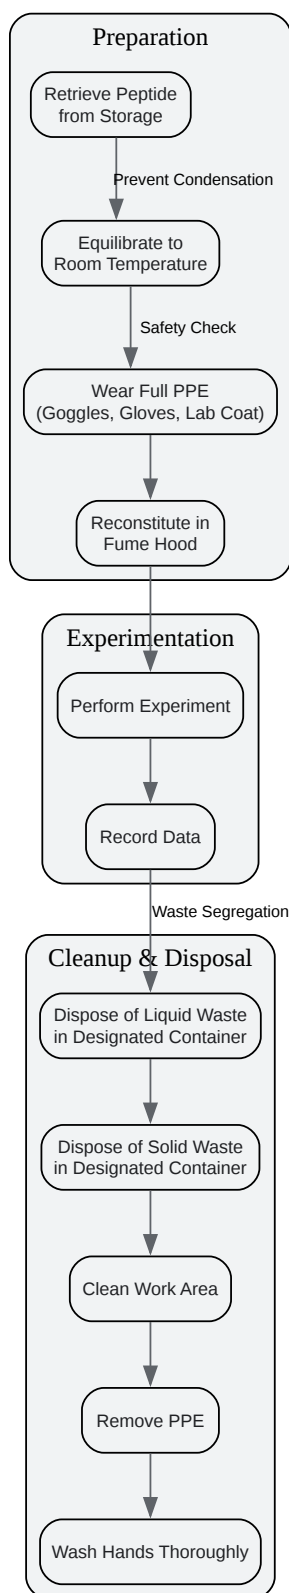 Preparation
Retrieve Peptide
from Storage
Prevent Condensation
Equilibrate to
Room Temperature
Safety Check
Wear Full PPE
(Goggles, Gloves, Lab Coat)
Reconstitute in
Fume Hood
Experimentation
Perform Experiment
Record Data
Waste Segregation
Cleanup & Disposal
Dispose of Liquid Waste
in Designated Container
Dispose of Solid Waste
in Designated Container
Clean Work Area
Remove PPE
Wash Hands Thoroughly